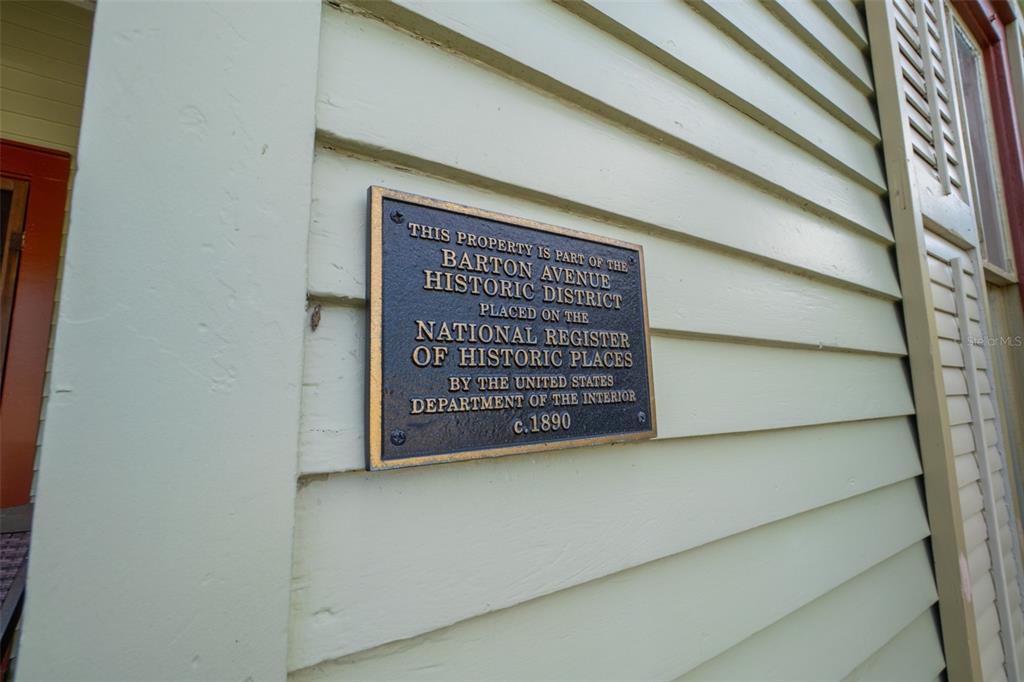 THIS PROPERTY IS PART OF THE
BARTON AVENUE
HISTORIC DISTRICT
PLACED ON THE
NATIONAL REGISTER
OF HISTORIC PLACES
BY THE UNITED STATES
DEPARTMENT OF THE INTERIOR
c.1890
Stellar MLS